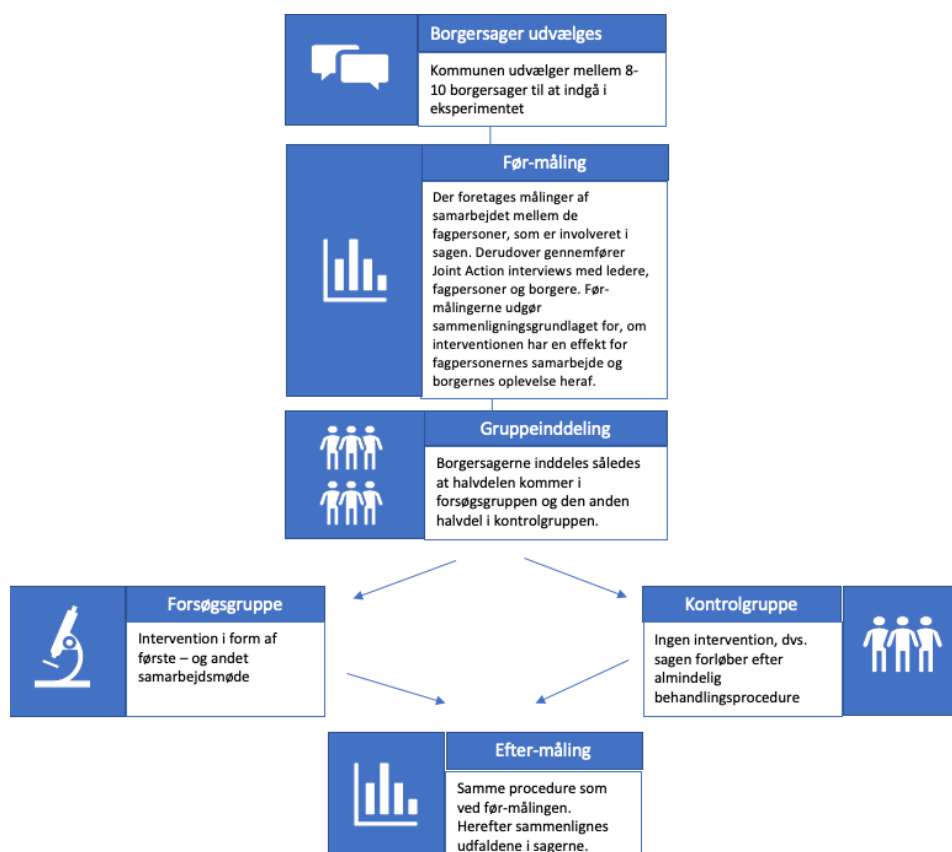 Borgersager udvælges
Kommunen udvælger mellem 8-
10 borgersager til at indgå i
eksperimentet
Før-måling
Der foretages målinger af
samarbejdet mellem de
fagpersoner, som er involveret i
sagen. Derudover gennemfører
Joint Action interviews med ledere,
fagpersoner og borgere. Før-
målingerne udgør
sammenligningsgrundlaget for, om
interventionen har en effekt for
fagpersonernes samarbejde og
borgernes oplevelse heraf.
Gruppeinddeling
Borgersagerne inddeles således
at halvdelen kommer i
forsøgsgruppen og den anden
halvdel i kontrolgruppen.
Forsøgsgruppe
Intervention i form af
første – og andet
samarbejdsmøde
Kontrolgruppe
Ingen intervention, dvs.
sagen forløber efter
almindelig
behandlingsprocedure
Efter-måling
Samme procedure som
ved før-målingen.
Herefter sammenlignes
udfaldene i sagerne.